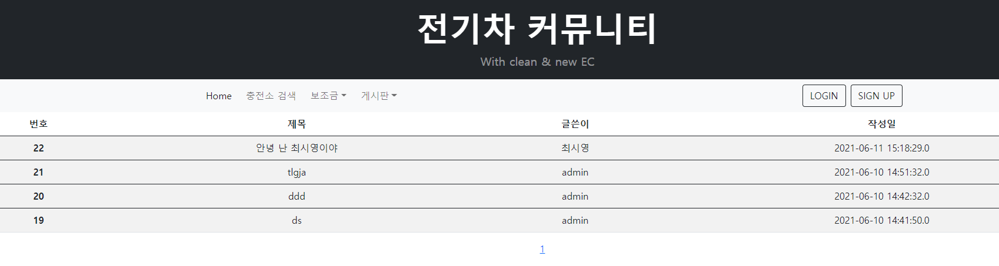 전기차 커뮤니티
With clean & new EC
Home 충전소 검색 보조금 게시판 LOGIN SIGN UP
번호 제목 글쓴이 작성일
22 안녕 난 최시영이야 최시영 2021-06-11 15:18:29.0
21 tlgja admin 2021-06-10 14:51:32.0
20 ddd admin 2021-06-10 14:42:32.0
19 ds admin 2021-06-10 14:41:50.0
1